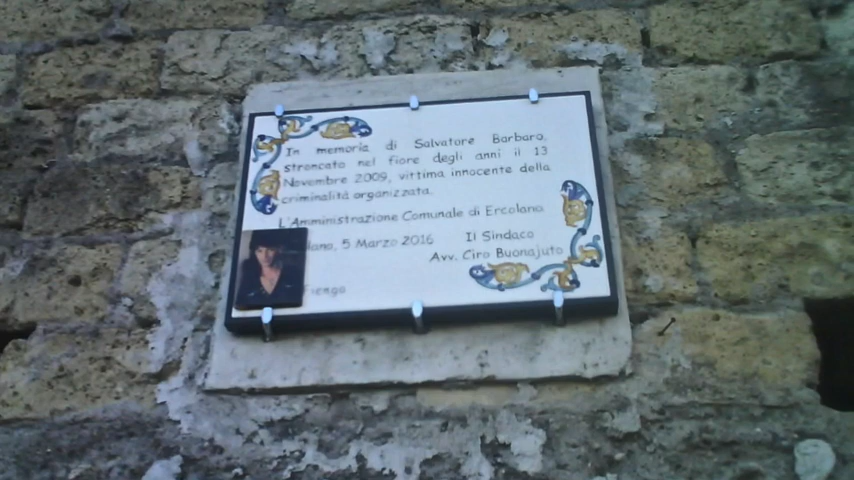 In memoria di Salvatore Barbaro,
stroncato nel fiore degli anni il 13
Novembre 2009, vittima innocente della
criminalità organizzata.
L'Amministrazione Comunale di Ercolano
lano, 5 Marzo 2016 Il Sindaco
Avv. Ciro Buonajuto
Fienga